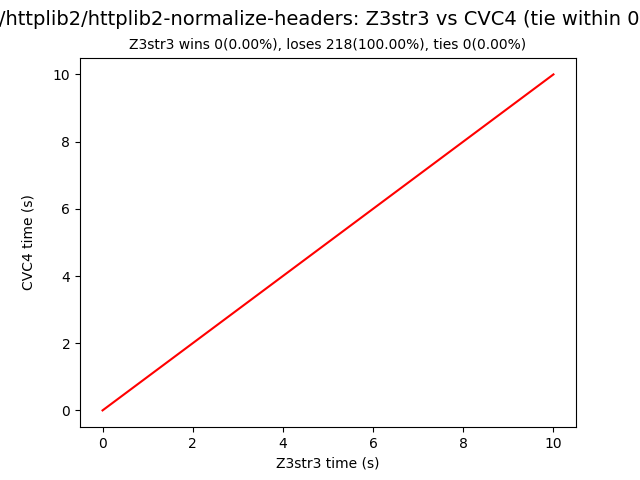 /httplib2/httplib2-normalize-headers: Z3str3 vs CVC4 (tie within 0
Z3str3 wins 0(0.00%), loses 218(100.00%), ties 0(0.00%)
10
8
6
4
2
0
CVC4 time (s)
0 2 4 6 8 10
Z3str3 time (s)